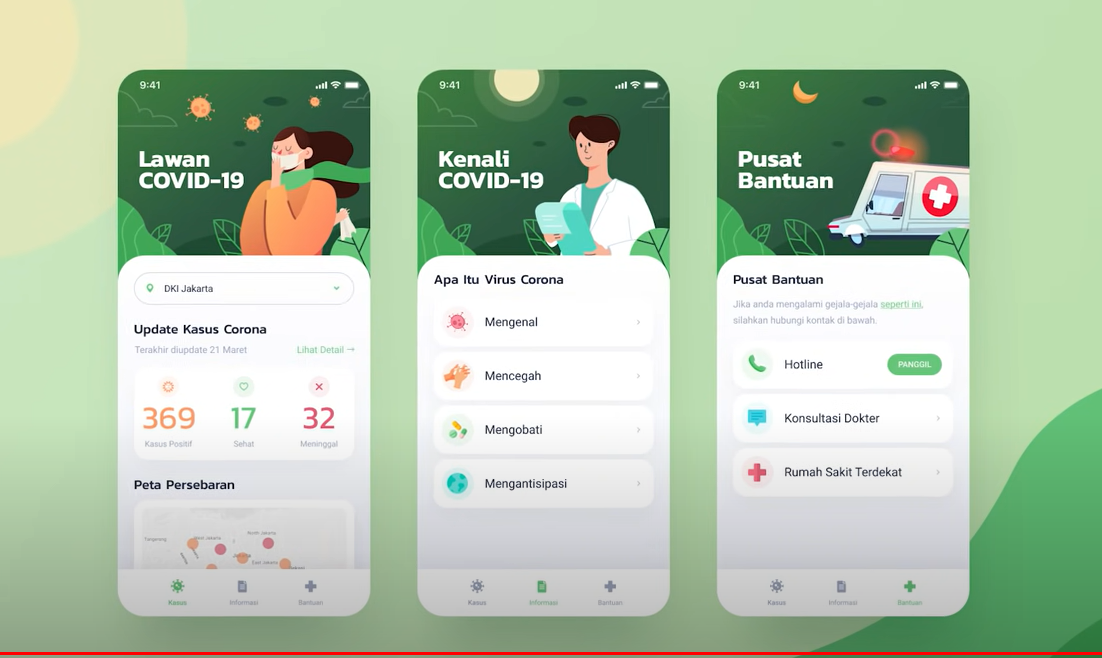 9:41
Lawan
COVID-19
DKI Jakarta
Update Kasus Corona
Terakhir diupdate 21 Maret
Lihat Detail →
369
17
32
Kasus Positif
Sehat
Meninggal
Peta Persebaran
Tangerang
West Jakarta
North Jakarta
Jakarta
East Jakarta
Kasus
Informasi
Bantuan
9:41
Kenali
COVID-19
Apa Itu Virus Corona
Mengenal
Mencegah
Mengobati
Mengantisipasi
Kasus
Informasi
Bantuan
9:41
Pusat
Bantuan
Pusat Bantuan
Jika anda mengalami gejala-gejala seperti ini,
silahkan hubungi kontak di bawah.
Hotline
PANGGIL
Konsultasi Dokter
Rumah Sakit Terdekat
Kasus
Informasi
Bantuan